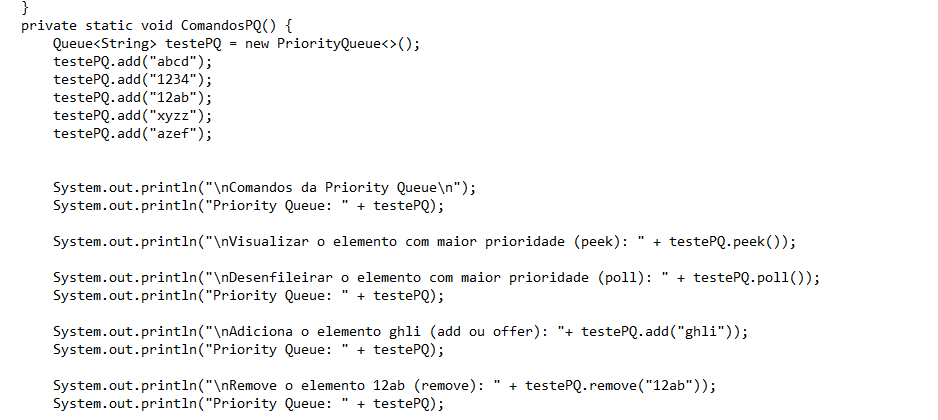 }
private static void ComandosPQ() {
Queue<String> testePQ = new PriorityQueue<>();
testePQ.add("abcd");
testePQ.add("1234");
testePQ.add("12ab");
testePQ.add("xyzz");
testePQ.add("azef");
System.out.println("\nComandos da Priority Queue\n");
System.out.println("Priority Queue: " + testePQ);
System.out.println("\nVisualizar o elemento com maior prioridade (peek): " + testePQ.peek());
System.out.println("\nDesenfileirar o elemento com maior prioridade (poll): " + testePQ.poll());
System.out.println("Priority Queue: " + testePQ);
System.out.println("\nAdiciona o elemento ghli (add ou offer): "+ testePQ.add("ghli"));
System.out.println("Priority Queue: " + testePQ);
System.out.println("\nRemove o elemento 12ab (remove): " + testePQ.remove("12ab"));
System.out.println("Priority Queue: " + testePQ);